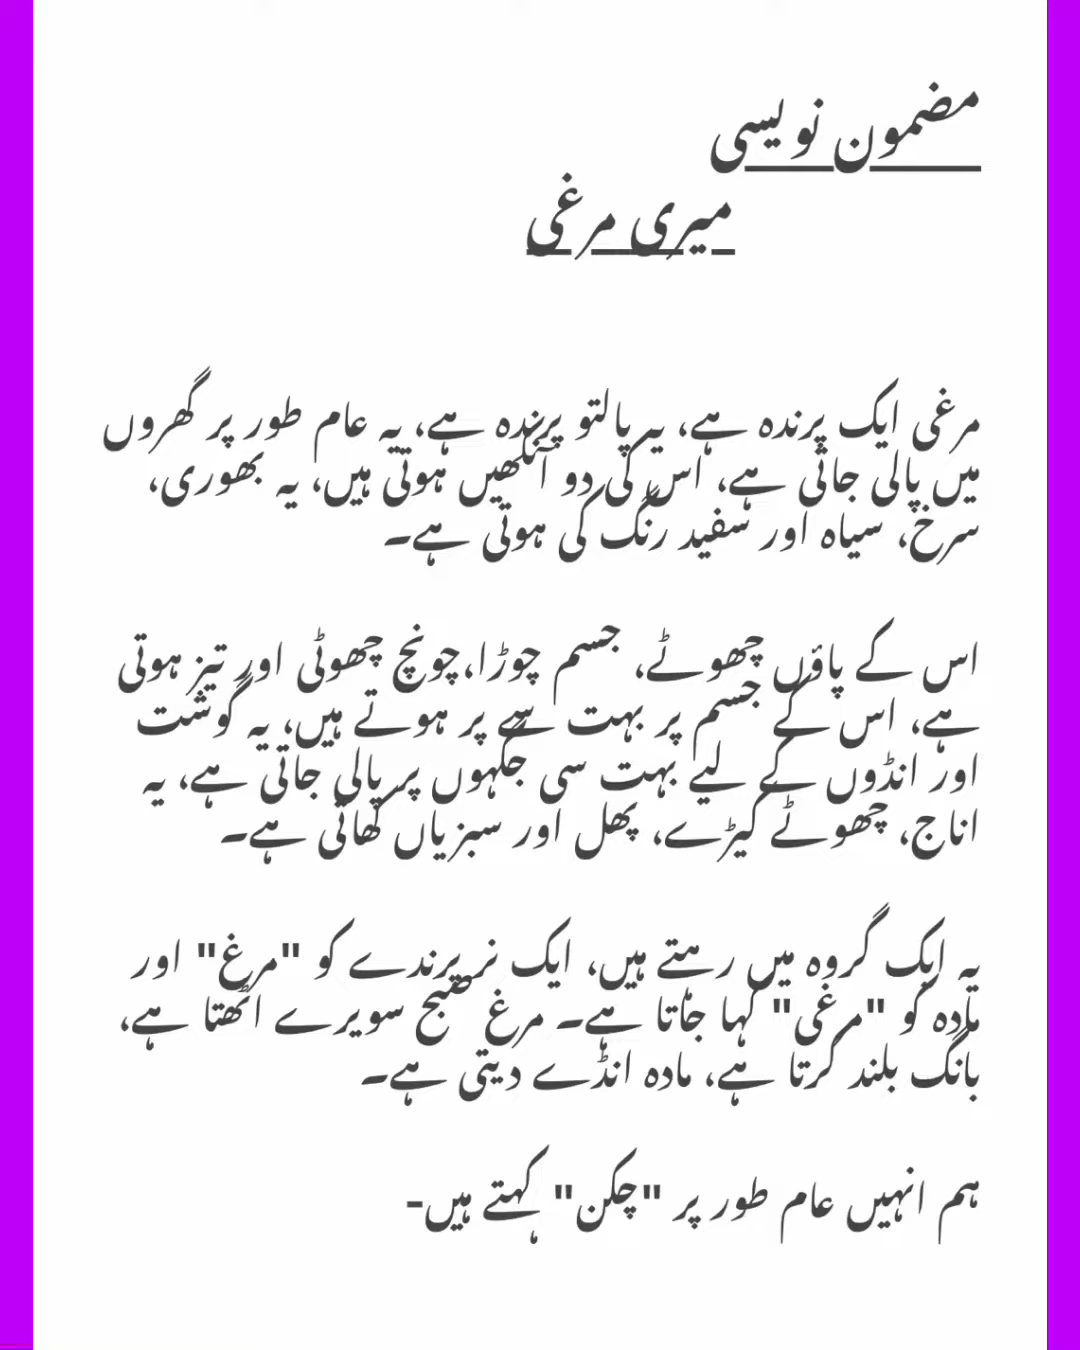 مضمون نویسی
میری مرغی
مرغی ایک پرندہ ہے، یہ پالتو پرندہ ہے، یہ عام طور پر گھروں
میں پالی جاتی ہے، اس کی دو آنکھیں ہوتی ہیں، یہ بھوری،
سرخ، سیاہ اور سفید رنگ کی ہوتی ہے۔
اس کے پاؤں چھوٹے، جسم چوڑا،چونچ چھوٹی اور تیز ہوتی
ہے، اس کے جسم پر بہت سے پر ہوتے ہیں، یہ گوشت
اور انڈوں کے لیے بہت سی جگہوں پر پالی جاتی ہے، یہ
اناج، چھوٹے کیڑے، پھل اور سبزیاں کھاتی ہے۔
یہ ایک گروہ میں رہتے ہیں، ایک نر پرندے کو "مرغ" اور
مادہ کو "مرغی" کہا جاتا ہے۔ مرغ صبح سویرے اٹھتا ہے،
بانگ بلند کرتا ہے، مادہ انڈے دیتی ہے۔
ہم انہیں عام طور پر "چکن" کہتے ہیں-